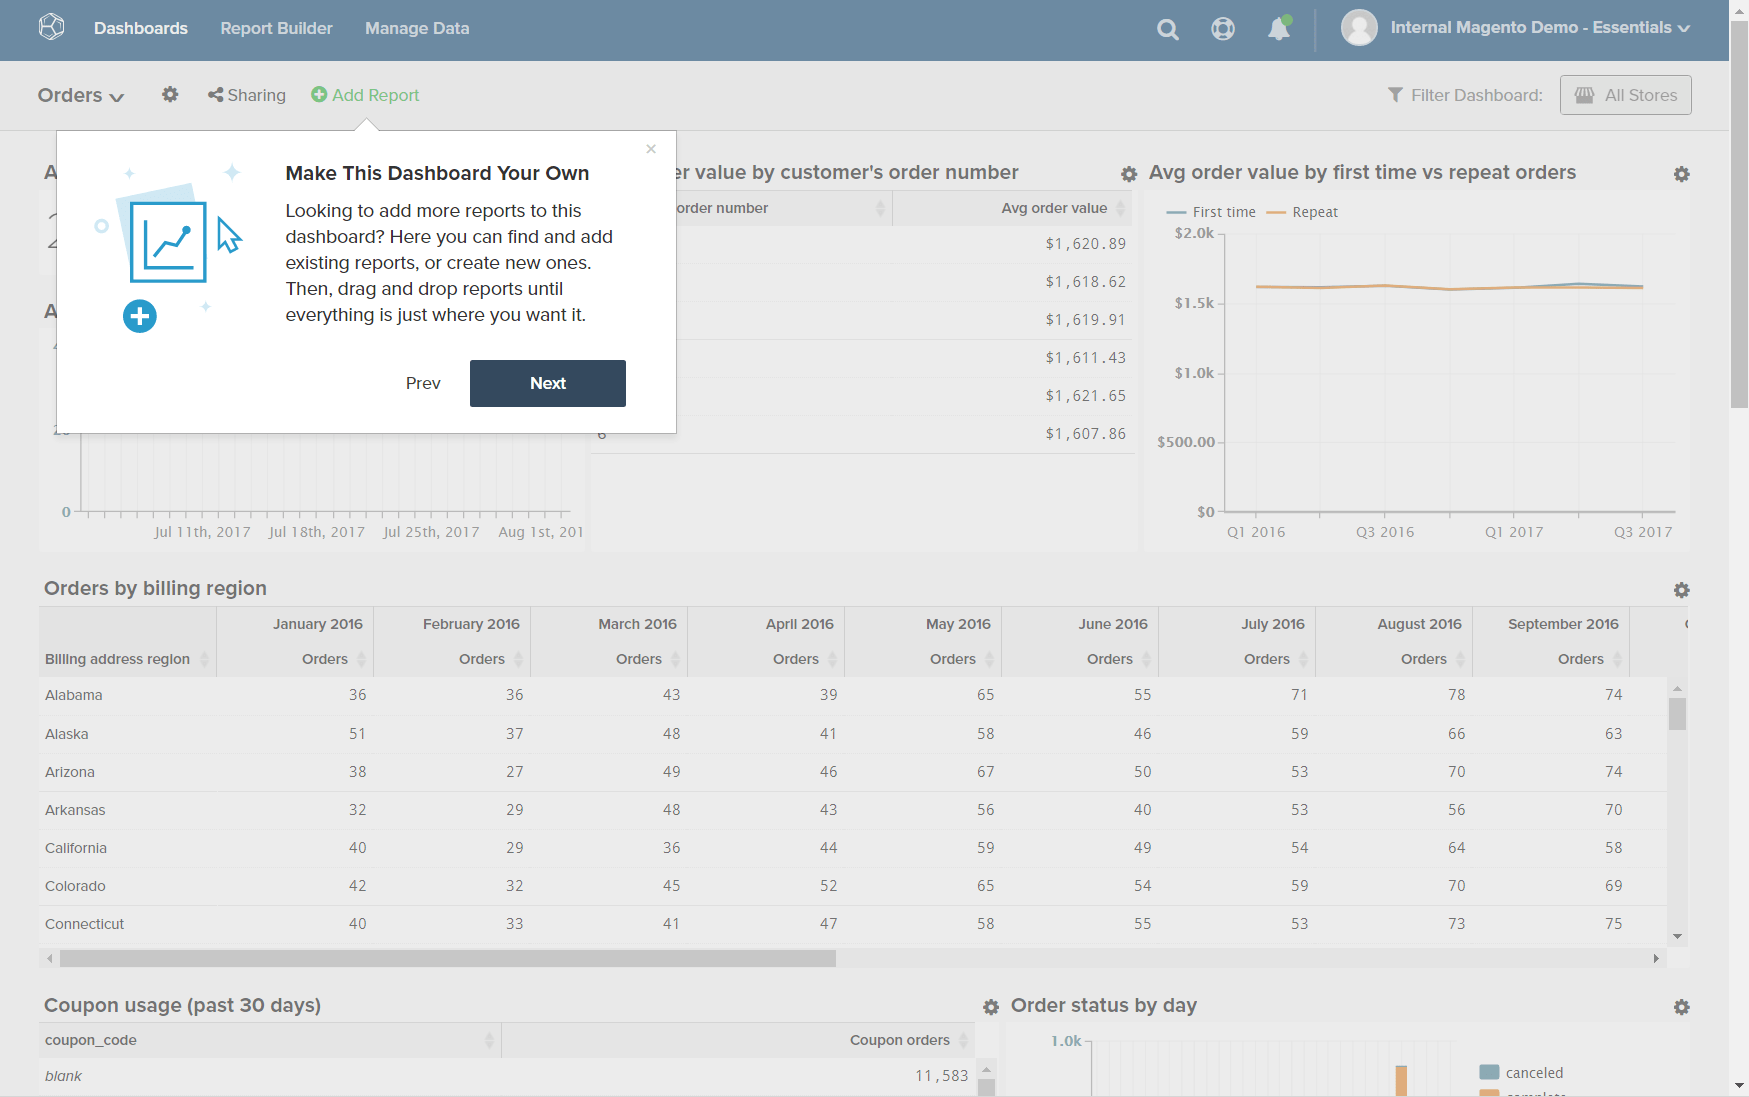 Dashboards Report Builder Manage Data Internal Magento Demo - Essentials
Orders Sharing Add Report Filter Dashboard: All Stores
Make This Dashboard Your Own
Looking to add more reports to this
dashboard? Here you can find and add
existing reports, or create new ones.
Then, drag and drop reports until
everything is just where you want it.
Prev Next
0
Jul 11th, 2017 Jul 18th, 2017 Jul 25th, 2017 Aug 1st, 201
value by customer's order number
order number Avg order value
$1,620.89
$1,618.62
$1,619.91
$1,611.43
$1,621.65
6 $1,607.86
Avg order value by first time vs repeat orders
First time Repeat
$2.0k
$1.5k
$1.0k
$500.00
$0
Q1 2016 Q3 2016 Q1 2017 Q3 2017
Orders by billing region
January 2016 February 2016 March 2016 April 2016 May 2016 June 2016 July 2016 August 2016 September 2016
Billing address region Orders Orders Orders Orders Orders Orders Orders Orders Orders
Alabama 36 36 43 39 65 55 71 78 74
Alaska 51 37 48 41 58 46 59 66 63
Arizona 38 27 49 46 67 50 53 70 74
Arkansas 32 29 48 43 56 40 53 56 70
California 40 29 36 44 59 49 54 64 58
Colorado 42 32 45 52 65 54 59 70 69
Connecticut 40 33 41 47 58 55 53 73 75
Coupon usage (past 30 days)
coupon_code Coupon orders
blank 11,583
Order status by day
1.0k
canceled